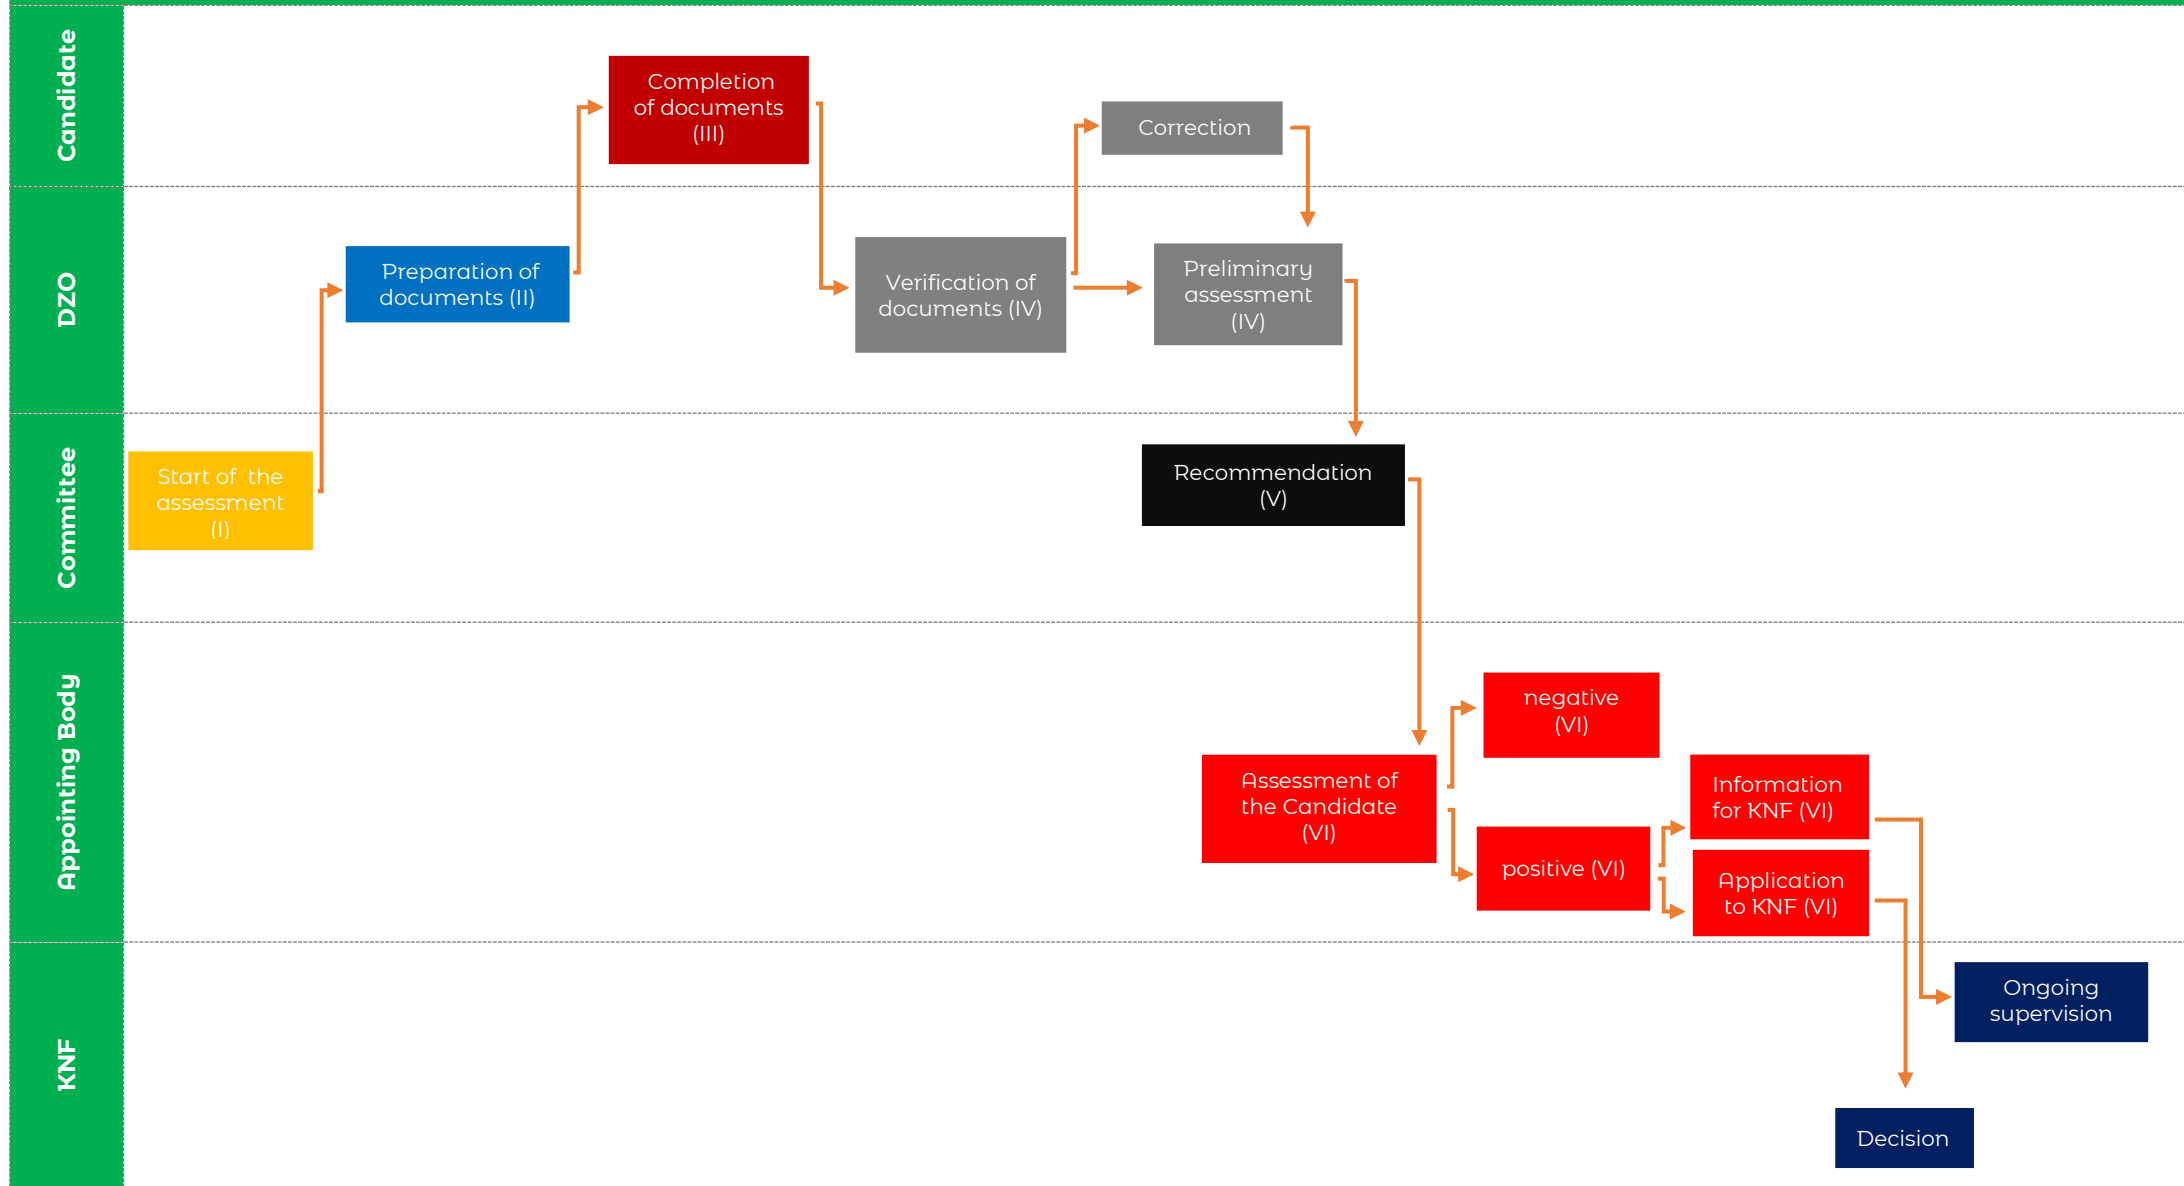 Candidate
Completion
of documents
(III)
Correction
DZO
Preparation of
documents (II)
Verification of
documents (IV)
Preliminary
assessment
(IV)
Committee
Start of the
assessment
(I)
Recommendation
(V)
Appointing Body
negative
(VI)
Assessment of
the Candidate
(VI)
positive (VI)
Information
for KNF (VI)
Application
to KNF (VI)
KNF
Ongoing
supervision
Decision